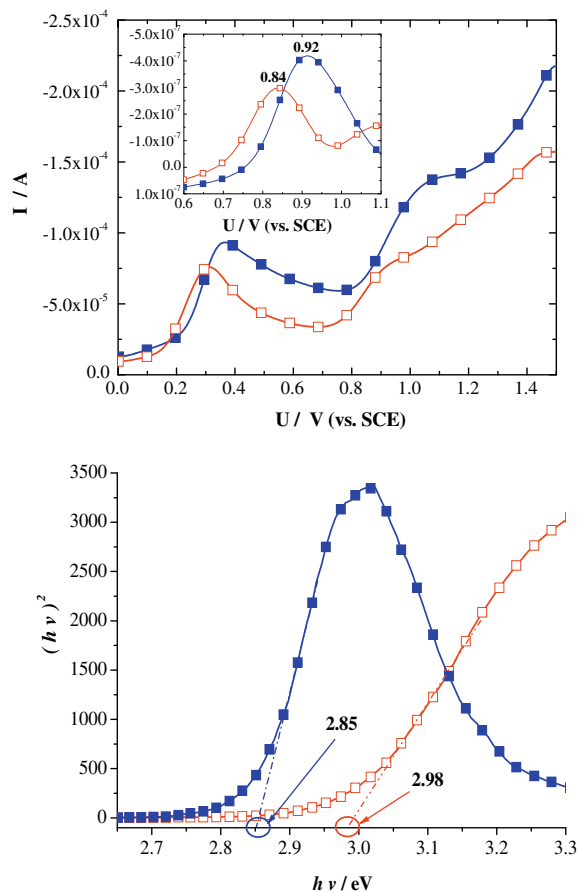 -2.5x10⁻⁴
-2.0x10⁻⁴
-1.5x10⁻⁴
-1.0x10⁻⁴
-5.0x10⁻⁵
0.0
I / A
-5.0x10⁻⁷
-4.0x10⁻⁷
-3.0x10⁻⁷
-2.0x10⁻⁷
-1.0x10⁻⁷
0.0
1.0x10⁻⁷
0.92
0.84
0.6 0.7 0.8 0.9 1.0 1.1
U / V (vs. SCE)
0.0 0.2 0.4 0.6 0.8 1.0 1.2 1.4
U / V (vs. SCE)
3500
3000
2500
2000
1500
1000
500
0
(h ν)²
2.85
2.98
2.7 2.8 2.9 3.0 3.1 3.2 3.3
h ν / eV